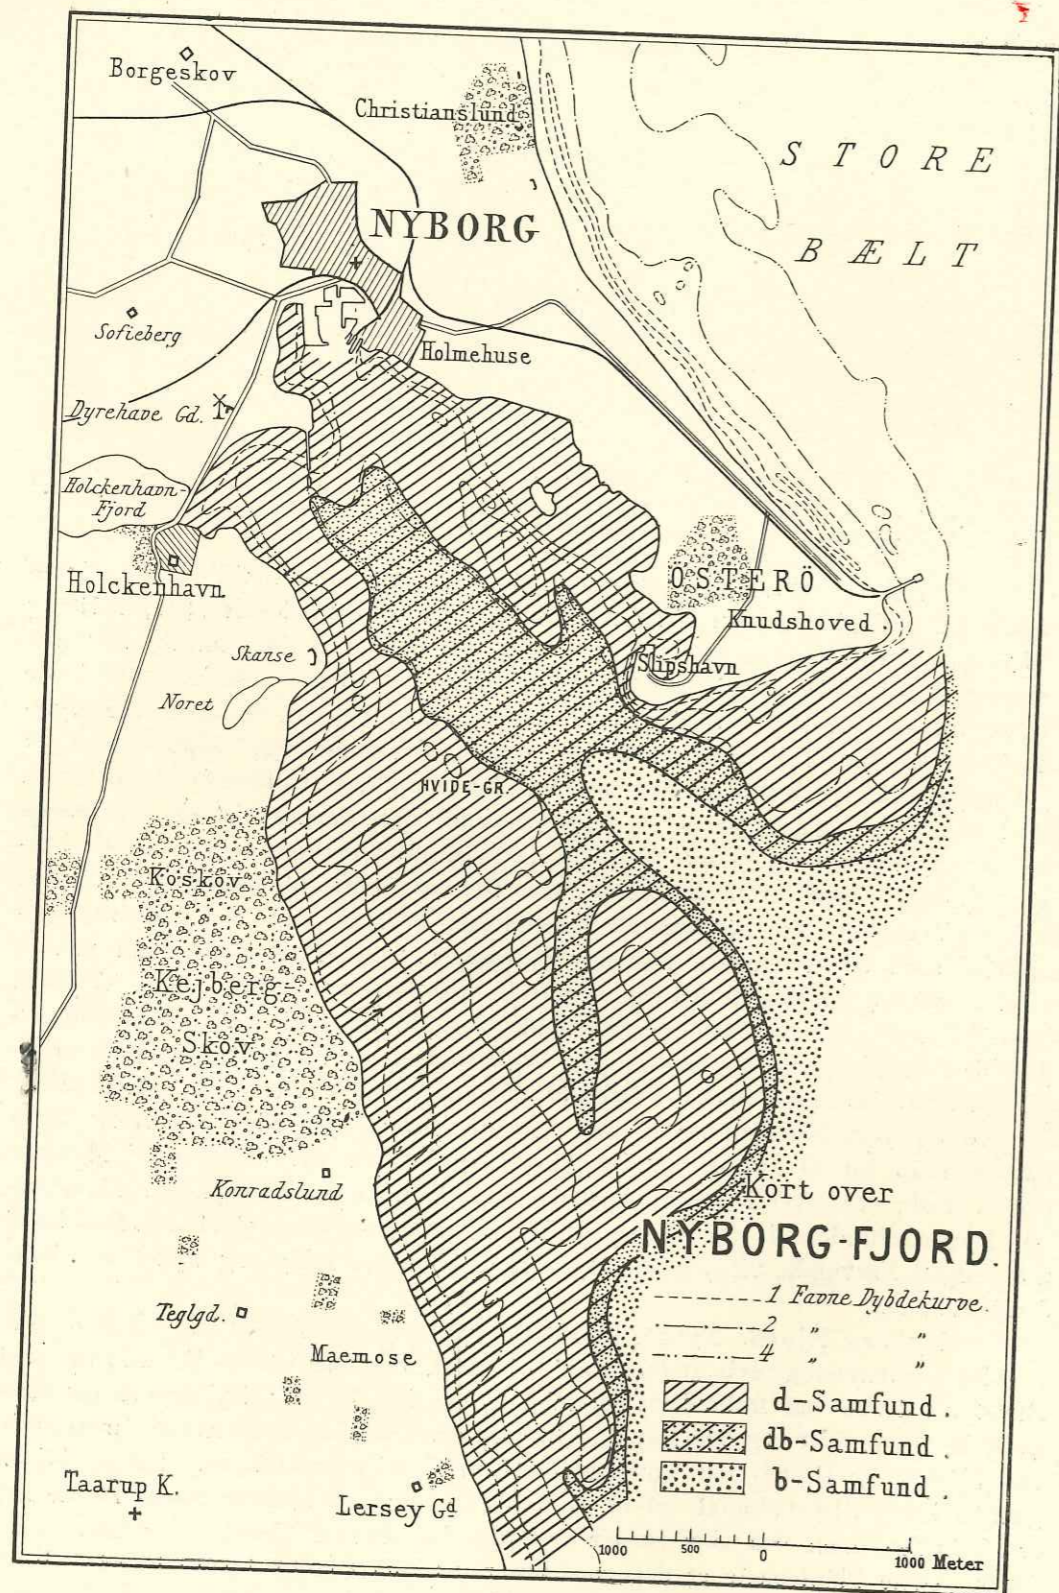 Borgeskov
Christianslund
STORE
BÆLT
NYBORG
Sofieberg
Holmehuse
Dyrehave Gd.
Holckenhavn-
Fjord
Holckenhavn
OSTERÖ
Knudshoved.
Slipshavn
Skanse
Noret
HVIDE-GR.
Koskov
Kejberg-
Skov
Konradslund
Teglgd.
Maemose
Taarup K.
Lersey Gd
Kort over
NYBORG-FJORD.
1 Favne Dybdekurve.
2 „ „
4 „ „
d-Samfund.
db-Samfund.
b-Samfund.
1000 500 0 1000 Meter